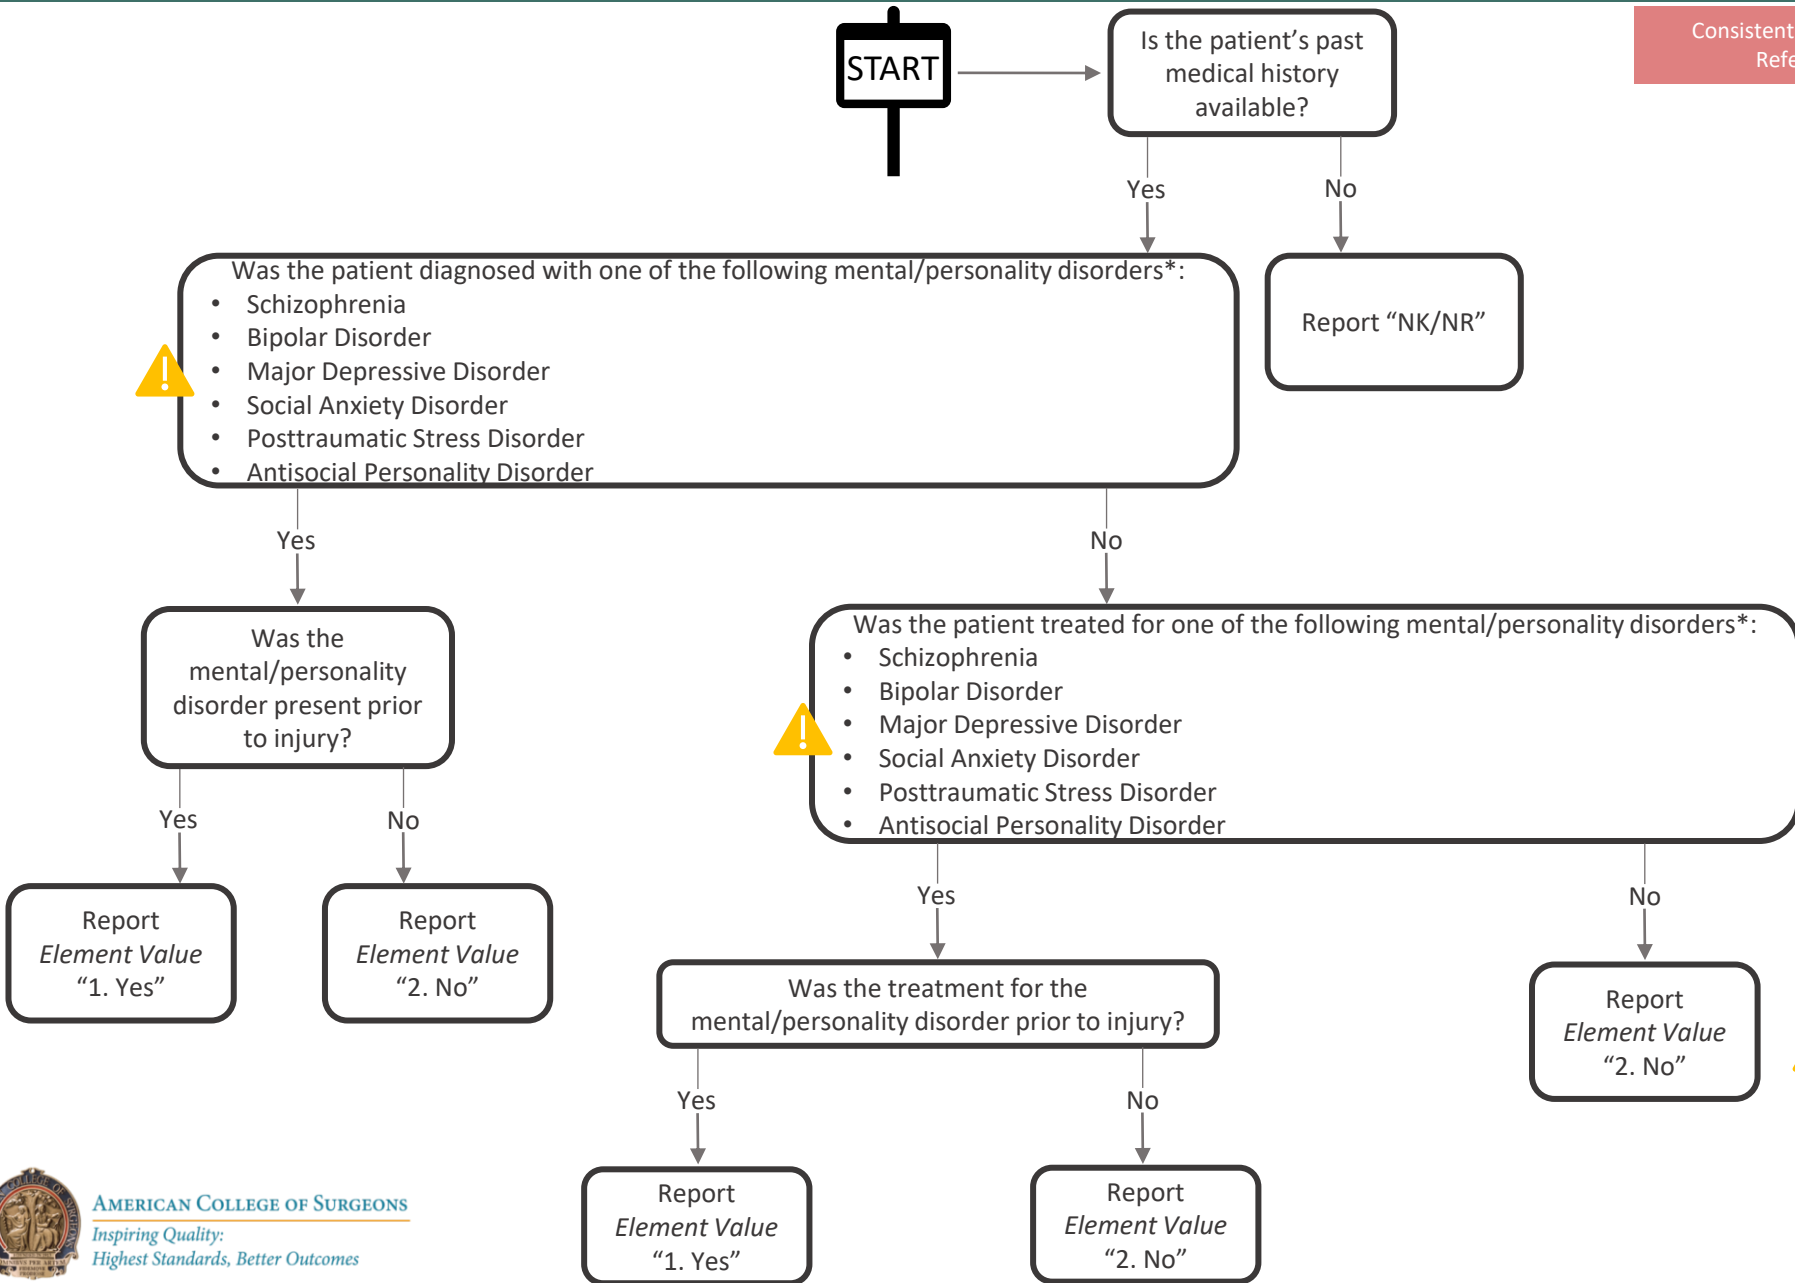 START
Is the patient’s past
medical history
available?
Consistent
Refe
Yes
No
Was the patient diagnosed with one of the following mental/personality disorders*:
• Schizophrenia
• Bipolar Disorder
• Major Depressive Disorder
• Social Anxiety Disorder
• Posttraumatic Stress Disorder
• Antisocial Personality Disorder
Report “NK/NR”
Yes
No
Was the
mental/personality
disorder present prior
to injury?
Was the patient treated for one of the following mental/personality disorders*:
• Schizophrenia
• Bipolar Disorder
• Major Depressive Disorder
• Social Anxiety Disorder
• Posttraumatic Stress Disorder
• Antisocial Personality Disorder
Yes
No
Report
Element Value
“1. Yes”
Report
Element Value
“2. No”
Yes
No
Was the treatment for the
mental/personality disorder prior to injury?
Report
Element Value
“2. No”
Yes
No
Report
Element Value
“1. Yes”
Report
Element Value
“2. No”
AMERICAN COLLEGE OF SURGEONS
Inspiring Quality:
Highest Standards, Better Outcomes